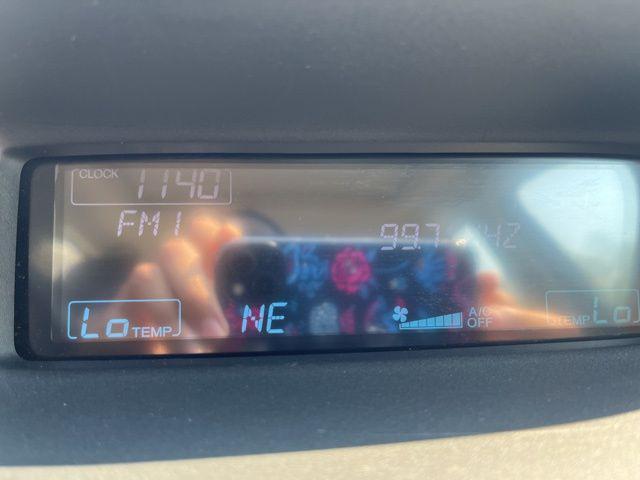 CLOCK 1140
FM1 99.7 MHZ
Lo TEMP NE A/C OFF TEMP Lo